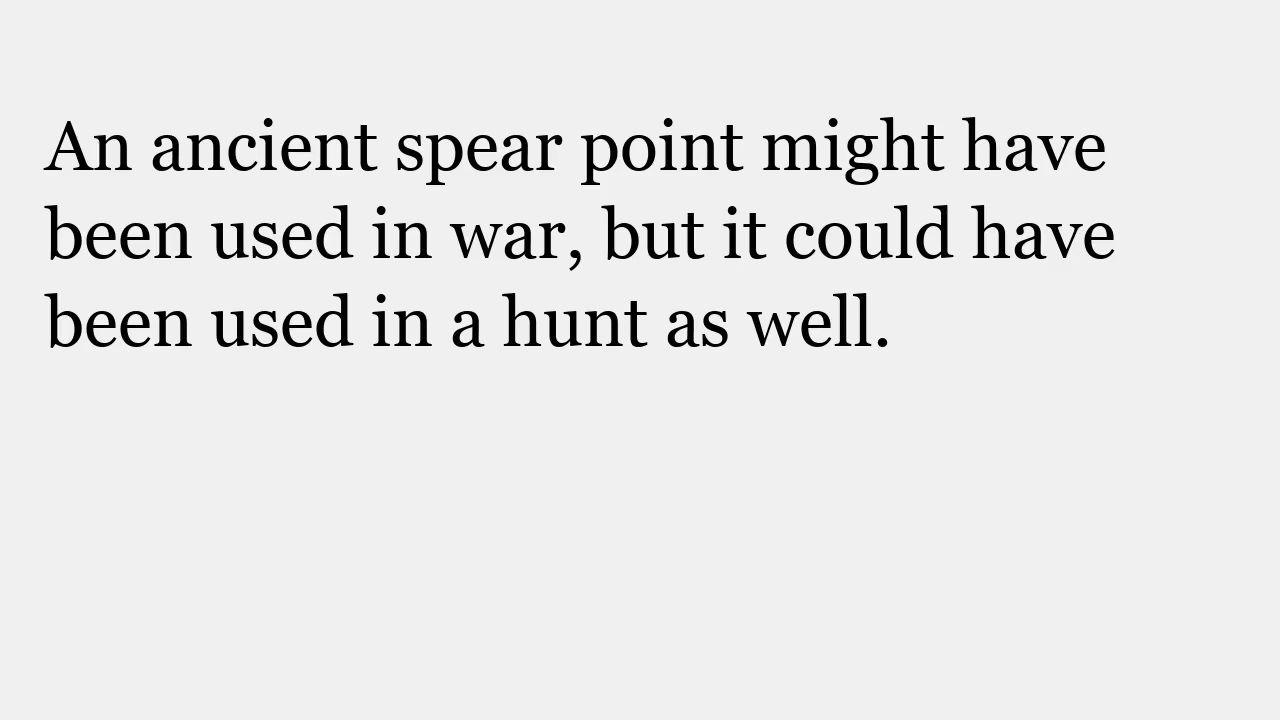 An ancient spear point might have
been used in war, but it could have
been used in a hunt as well.